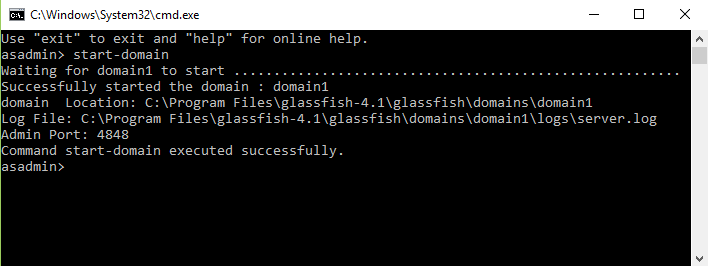 C:\Windows\System32\cmd.exe
Use "exit" to exit and "help" for online help.
asadmin> start-domain
Waiting for domain1 to start .......................................................
Successfully started the domain : domain1
domain  Location: C:\Program Files\glassfish-4.1\glassfish\domains\domain1
Log File: C:\Program Files\glassfish-4.1\glassfish\domains\domain1\logs\server.log
Admin Port: 4848
Command start-domain executed successfully.
asadmin>